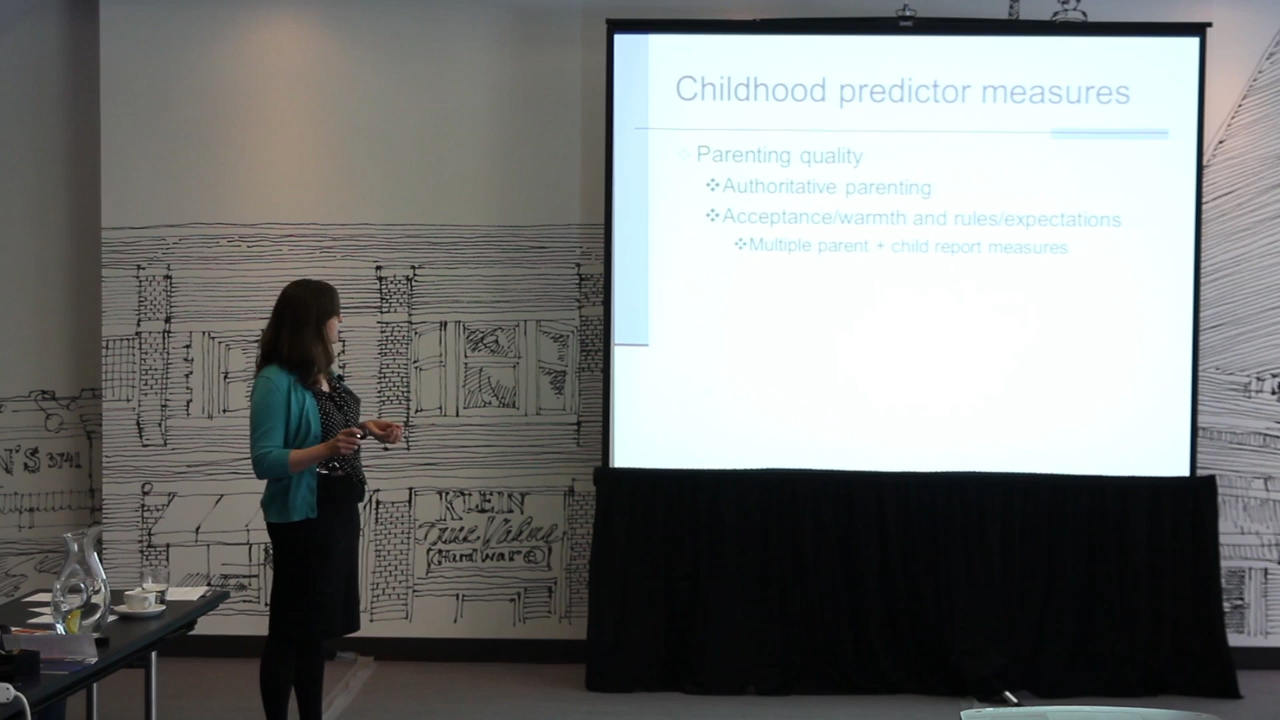 Childhood predictor measures
Parenting quality
Authoritative parenting
Acceptance/warmth and rules/expectations
Multiple parent + child report measures
N'S 3741
KLEIN
True Value
Hardware